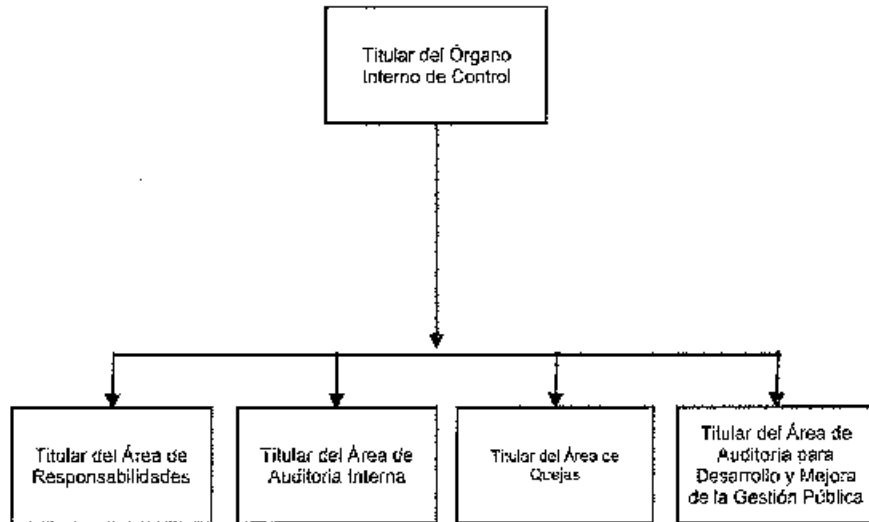 Titular del Órgano
Interno de Control
Titular del Área de
Responsabilidades
Titular del Área de
Auditoria Interna
Titular del Área de
Quejas
Titular del Área de
Auditoria para
Desarrollo y Mejora
de la Gestión Pública